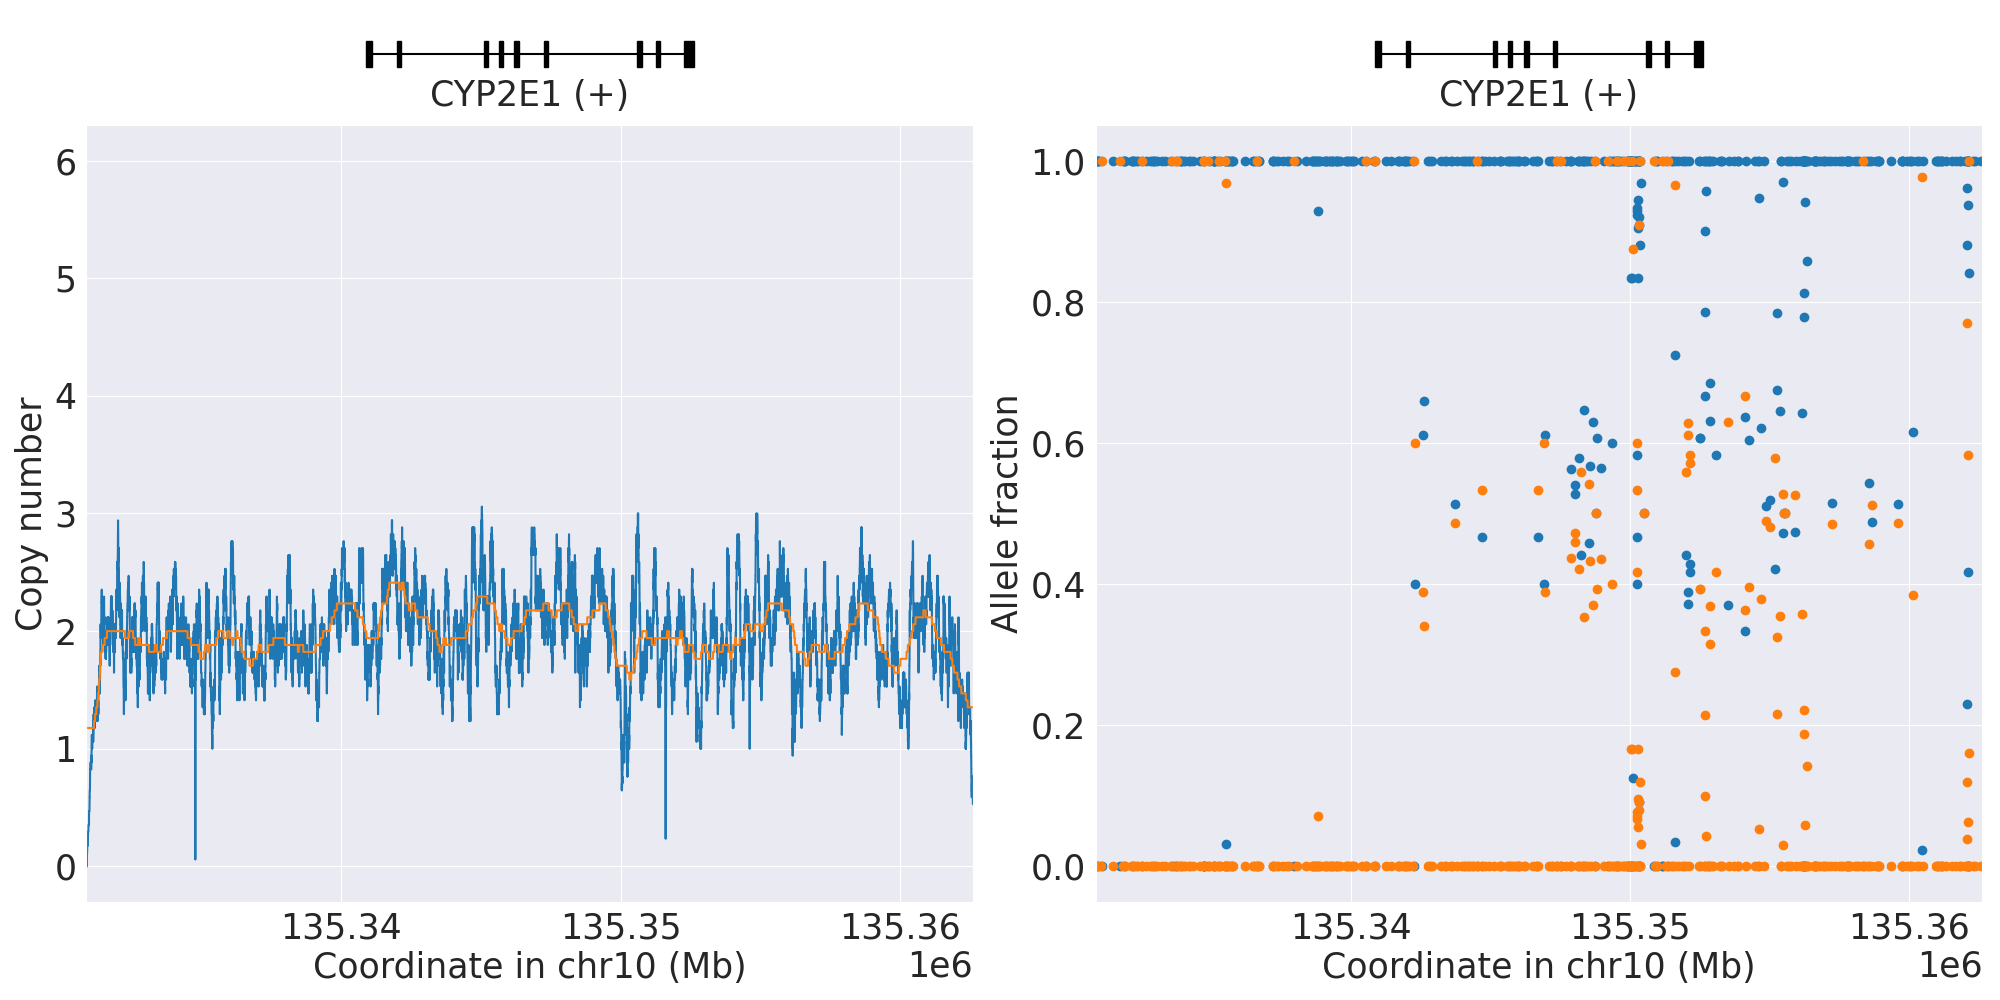 CYP2E1 (+)
6
5
4
3
2
1
0
Copy number
135.34 135.35 135.36
Coordinate in chr10 (Mb)
1e6
CYP2E1 (+)
1.0
0.8
0.6
0.4
0.2
0.0
Allele fraction
135.34 135.35 135.36
Coordinate in chr10 (Mb)
1e6